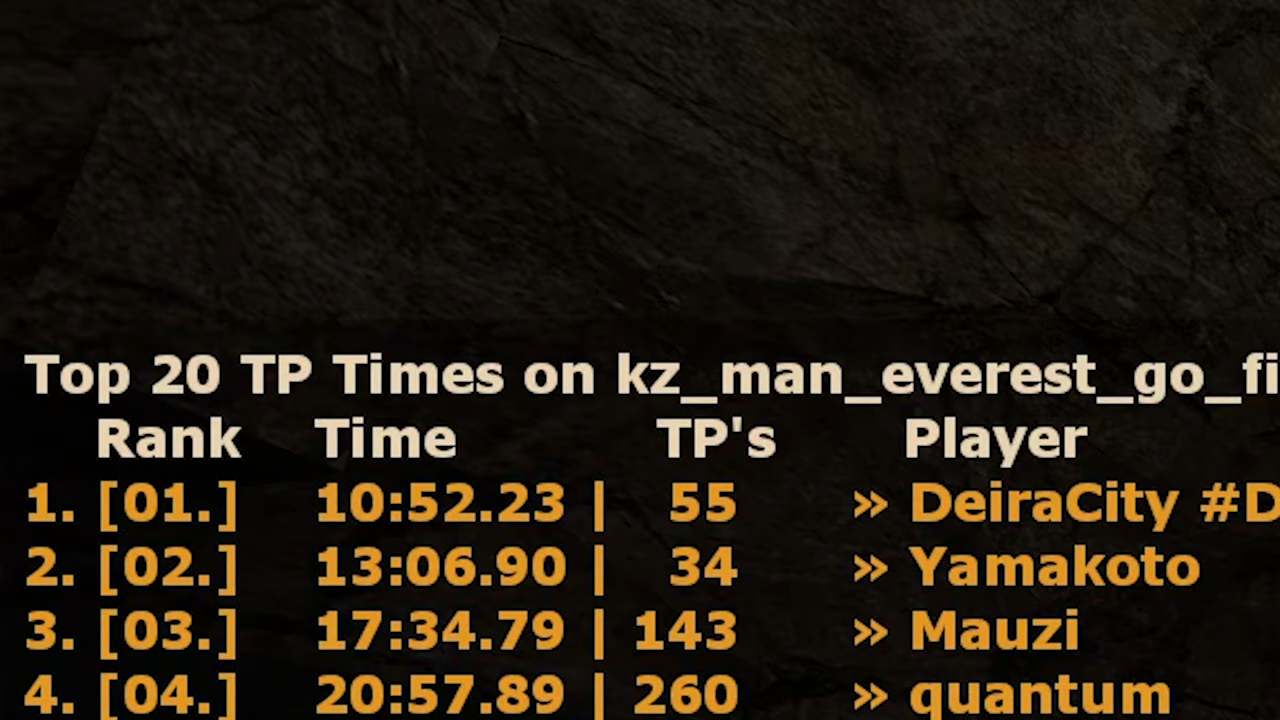 Top 20 TP Times on kz_man_everest_go_fi
Rank Time TP's Player
1. [01.] 10:52.23 | 55 » DeiraCity #D
2. [02.] 13:06.90 | 34 » Yamakoto
3. [03.] 17:34.79 | 143 » Mauzi
4. [04.] 20:57.89 | 260 » quantum